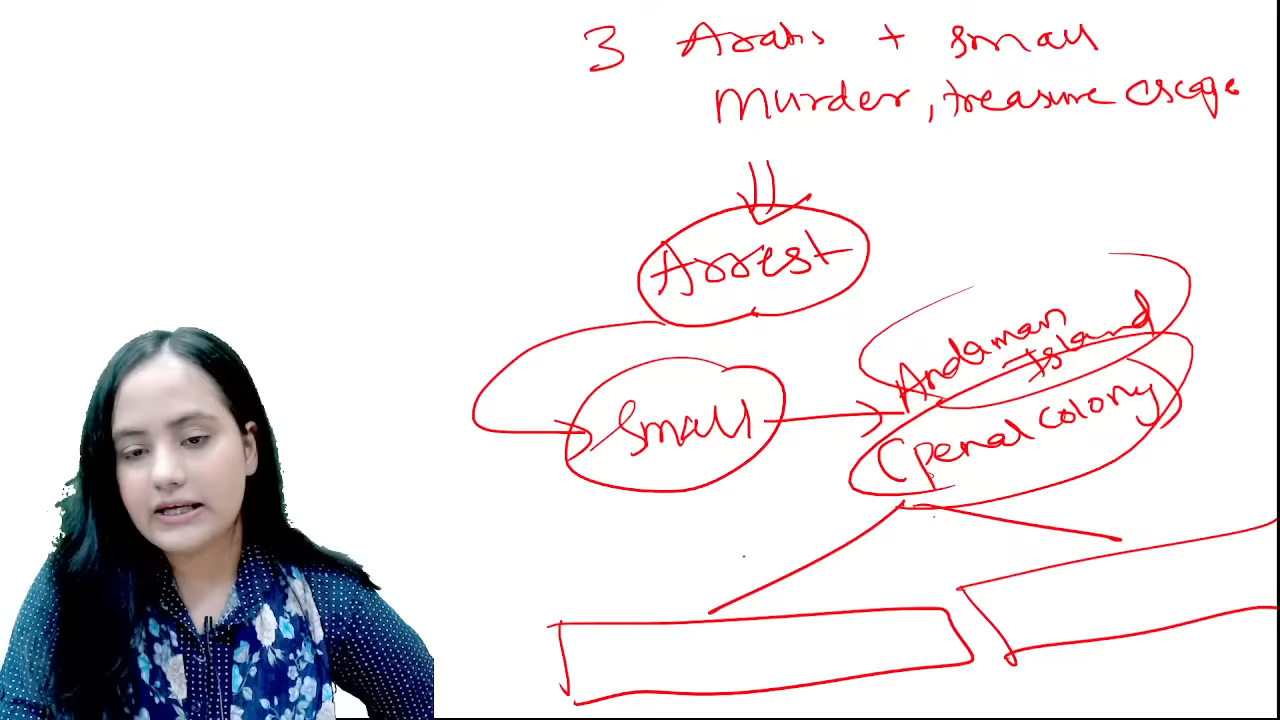 3 Arabs + Small
Murder, treasure escape
Arrest
Andaman
Island
Small
(penal colony